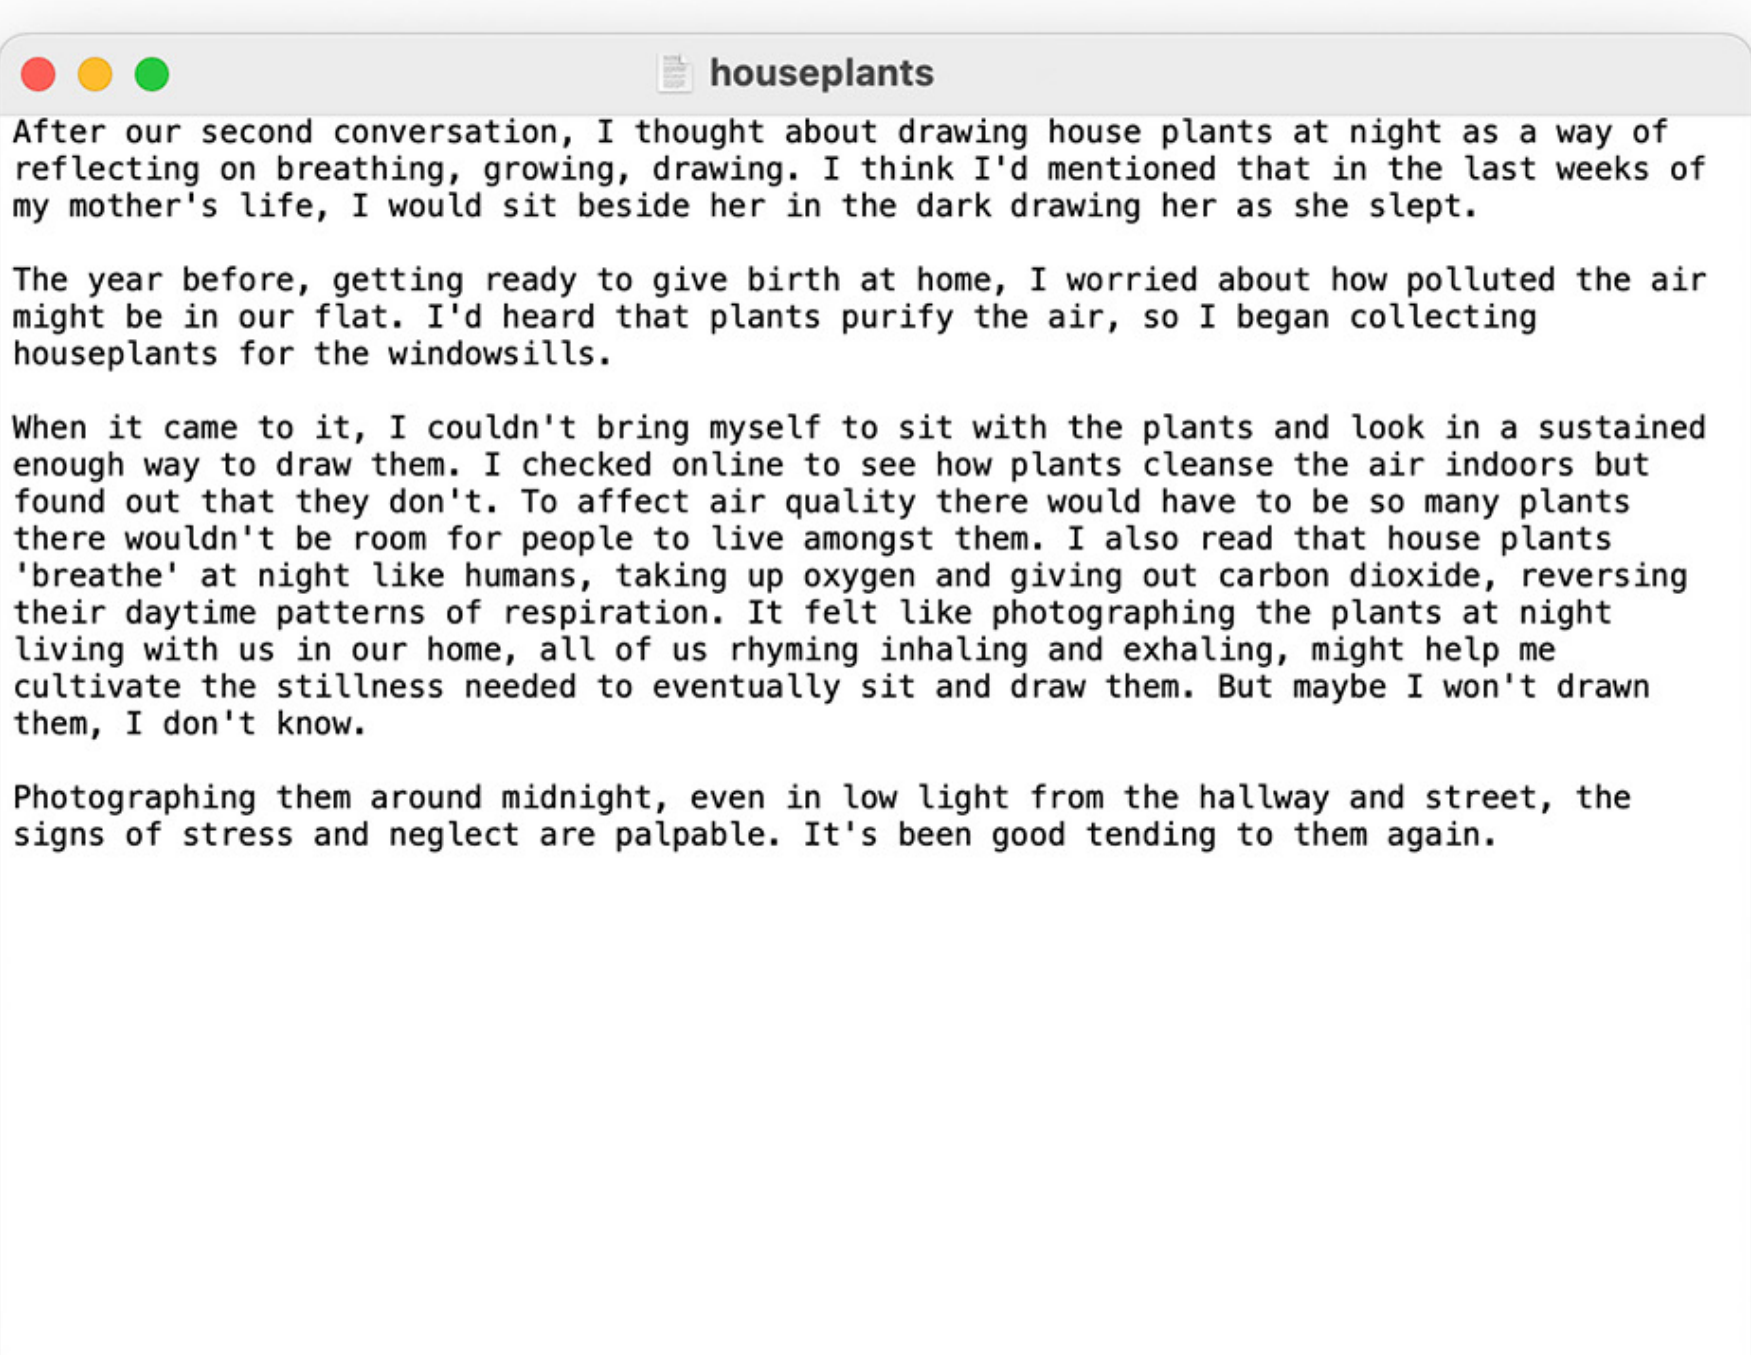 houseplants
After our second conversation, I thought about drawing house plants at night as a way of
reflecting on breathing, growing, drawing. I think I'd mentioned that in the last weeks of
my mother's life, I would sit beside her in the dark drawing her as she slept.
The year before, getting ready to give birth at home, I worried about how polluted the air
might be in our flat. I'd heard that plants purify the air, so I began collecting
houseplants for the windowsills.
When it came to it, I couldn't bring myself to sit with the plants and look in a sustained
enough way to draw them. I checked online to see how plants cleanse the air indoors but
found out that they don't. To affect air quality there would have to be so many plants
there wouldn't be room for people to live amongst them. I also read that house plants
'breathe' at night like humans, taking up oxygen and giving out carbon dioxide, reversing
their daytime patterns of respiration. It felt like photographing the plants at night
living with us in our home, all of us rhyming inhaling and exhaling, might help me
cultivate the stillness needed to eventually sit and draw them. But maybe I won't drawn
them, I don't know.
Photographing them around midnight, even in low light from the hallway and street, the
signs of stress and neglect are palpable. It's been good tending to them again.